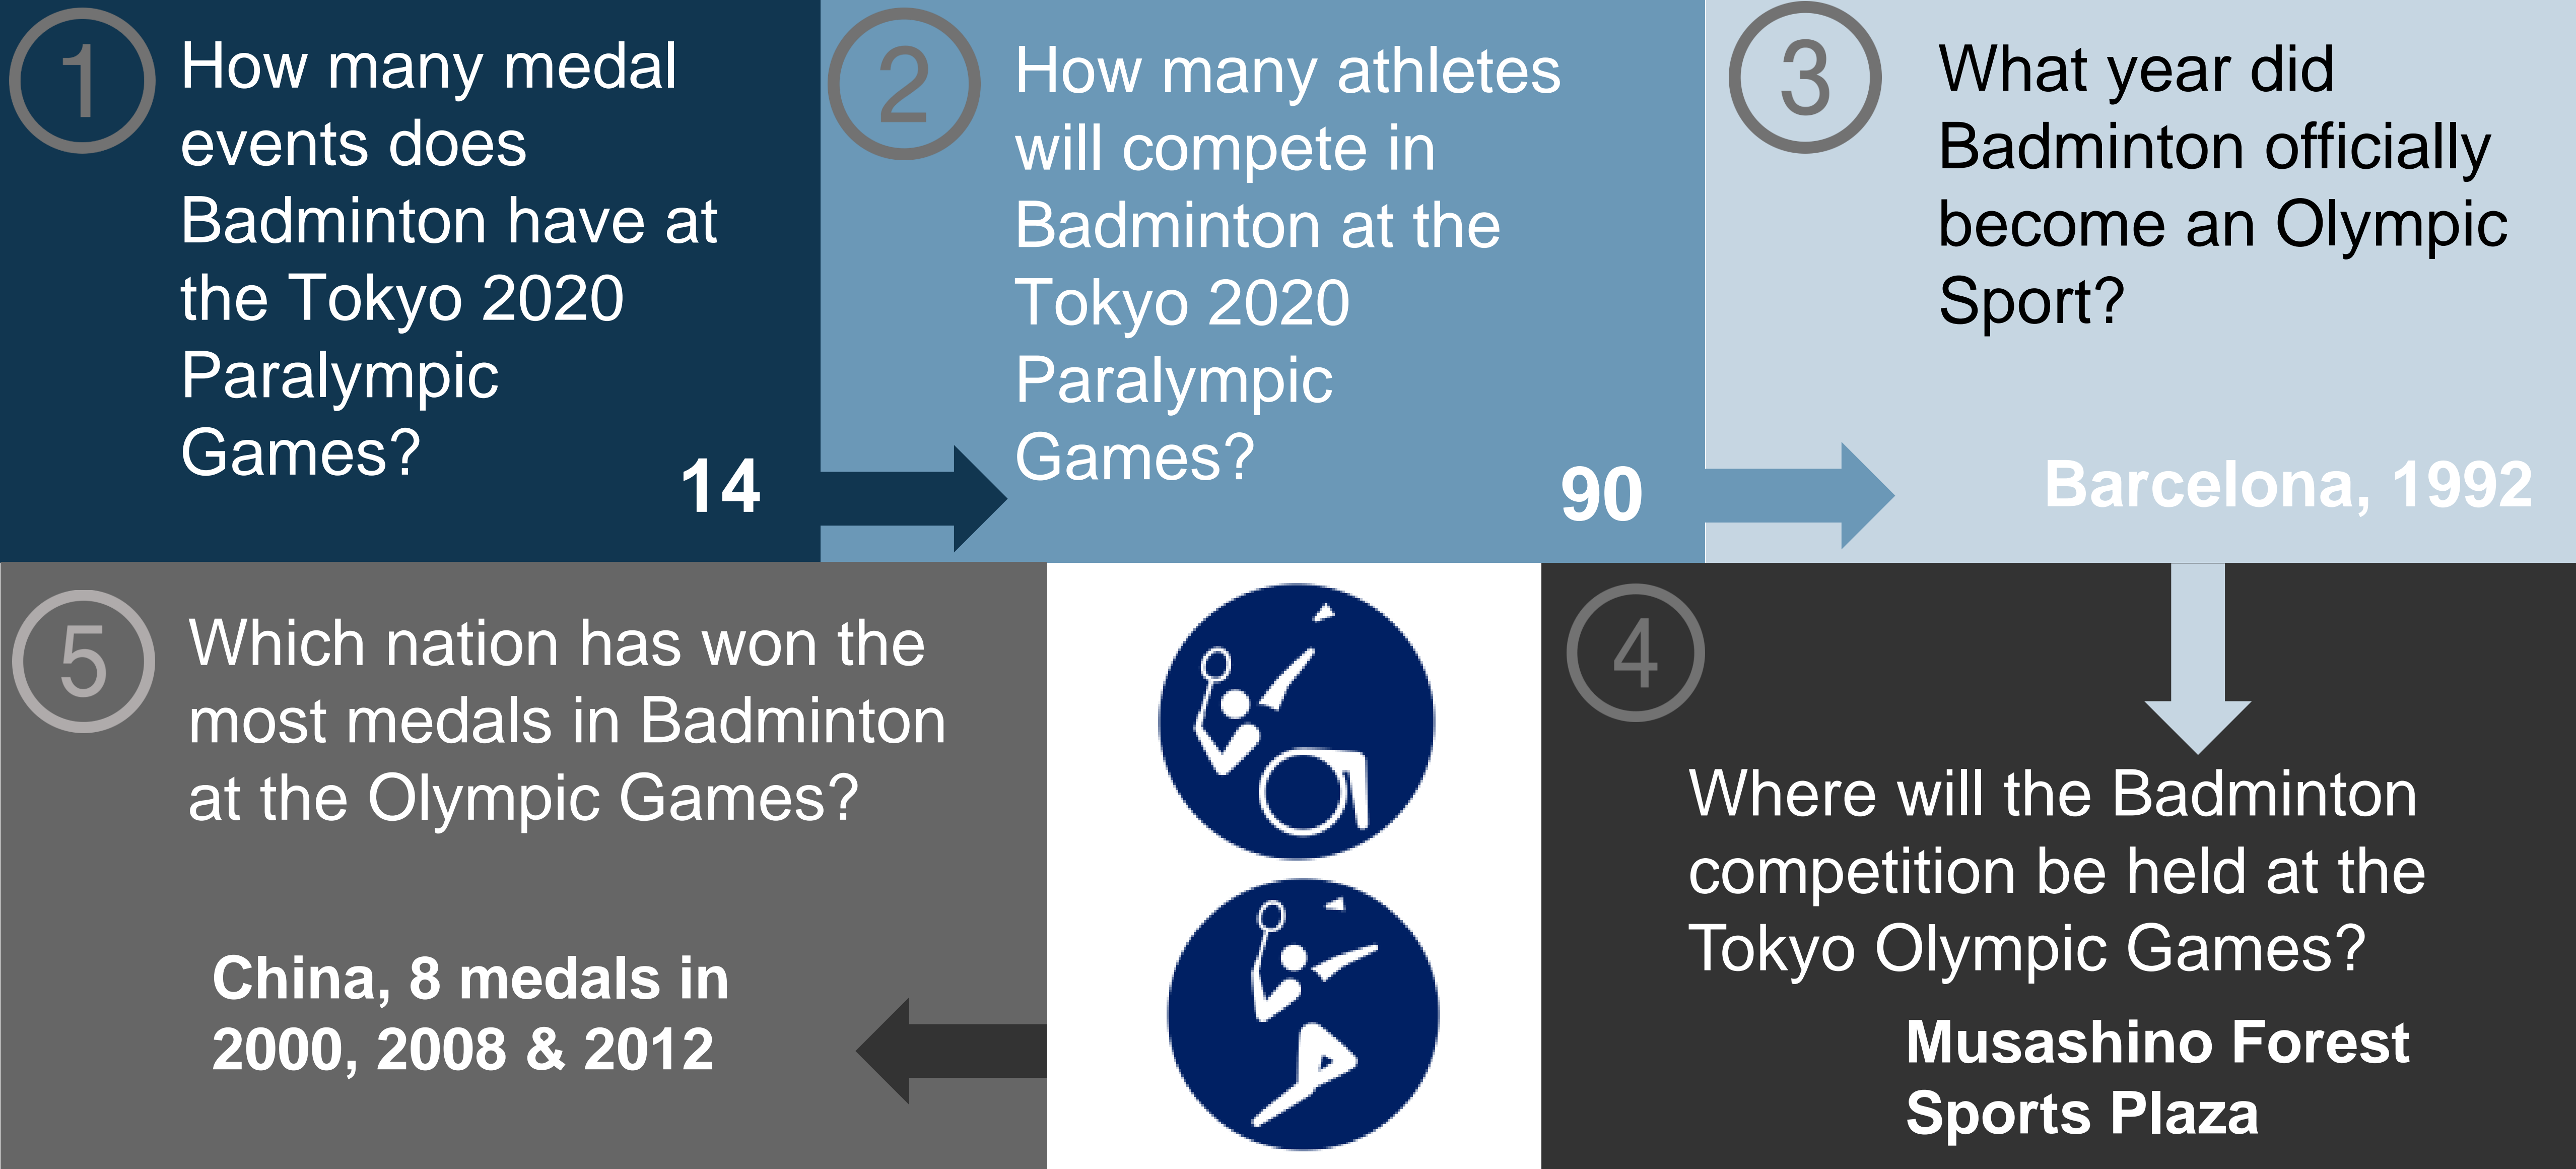 1
How many medal
events does
Badminton have at
the Tokyo 2020
Paralympic
Games?
14
2
How many athletes
will compete in
Badminton at the
Tokyo 2020
Paralympic
Games?
90
3
What year did
Badminton officially
become an Olympic
Sport?
Barcelona, 1992
4
Where will the Badminton
competition be held at the
Tokyo Olympic Games?
Musashino Forest
Sports Plaza
5
Which nation has won the
most medals in Badminton
at the Olympic Games?
China, 8 medals in
2000, 2008 & 2012